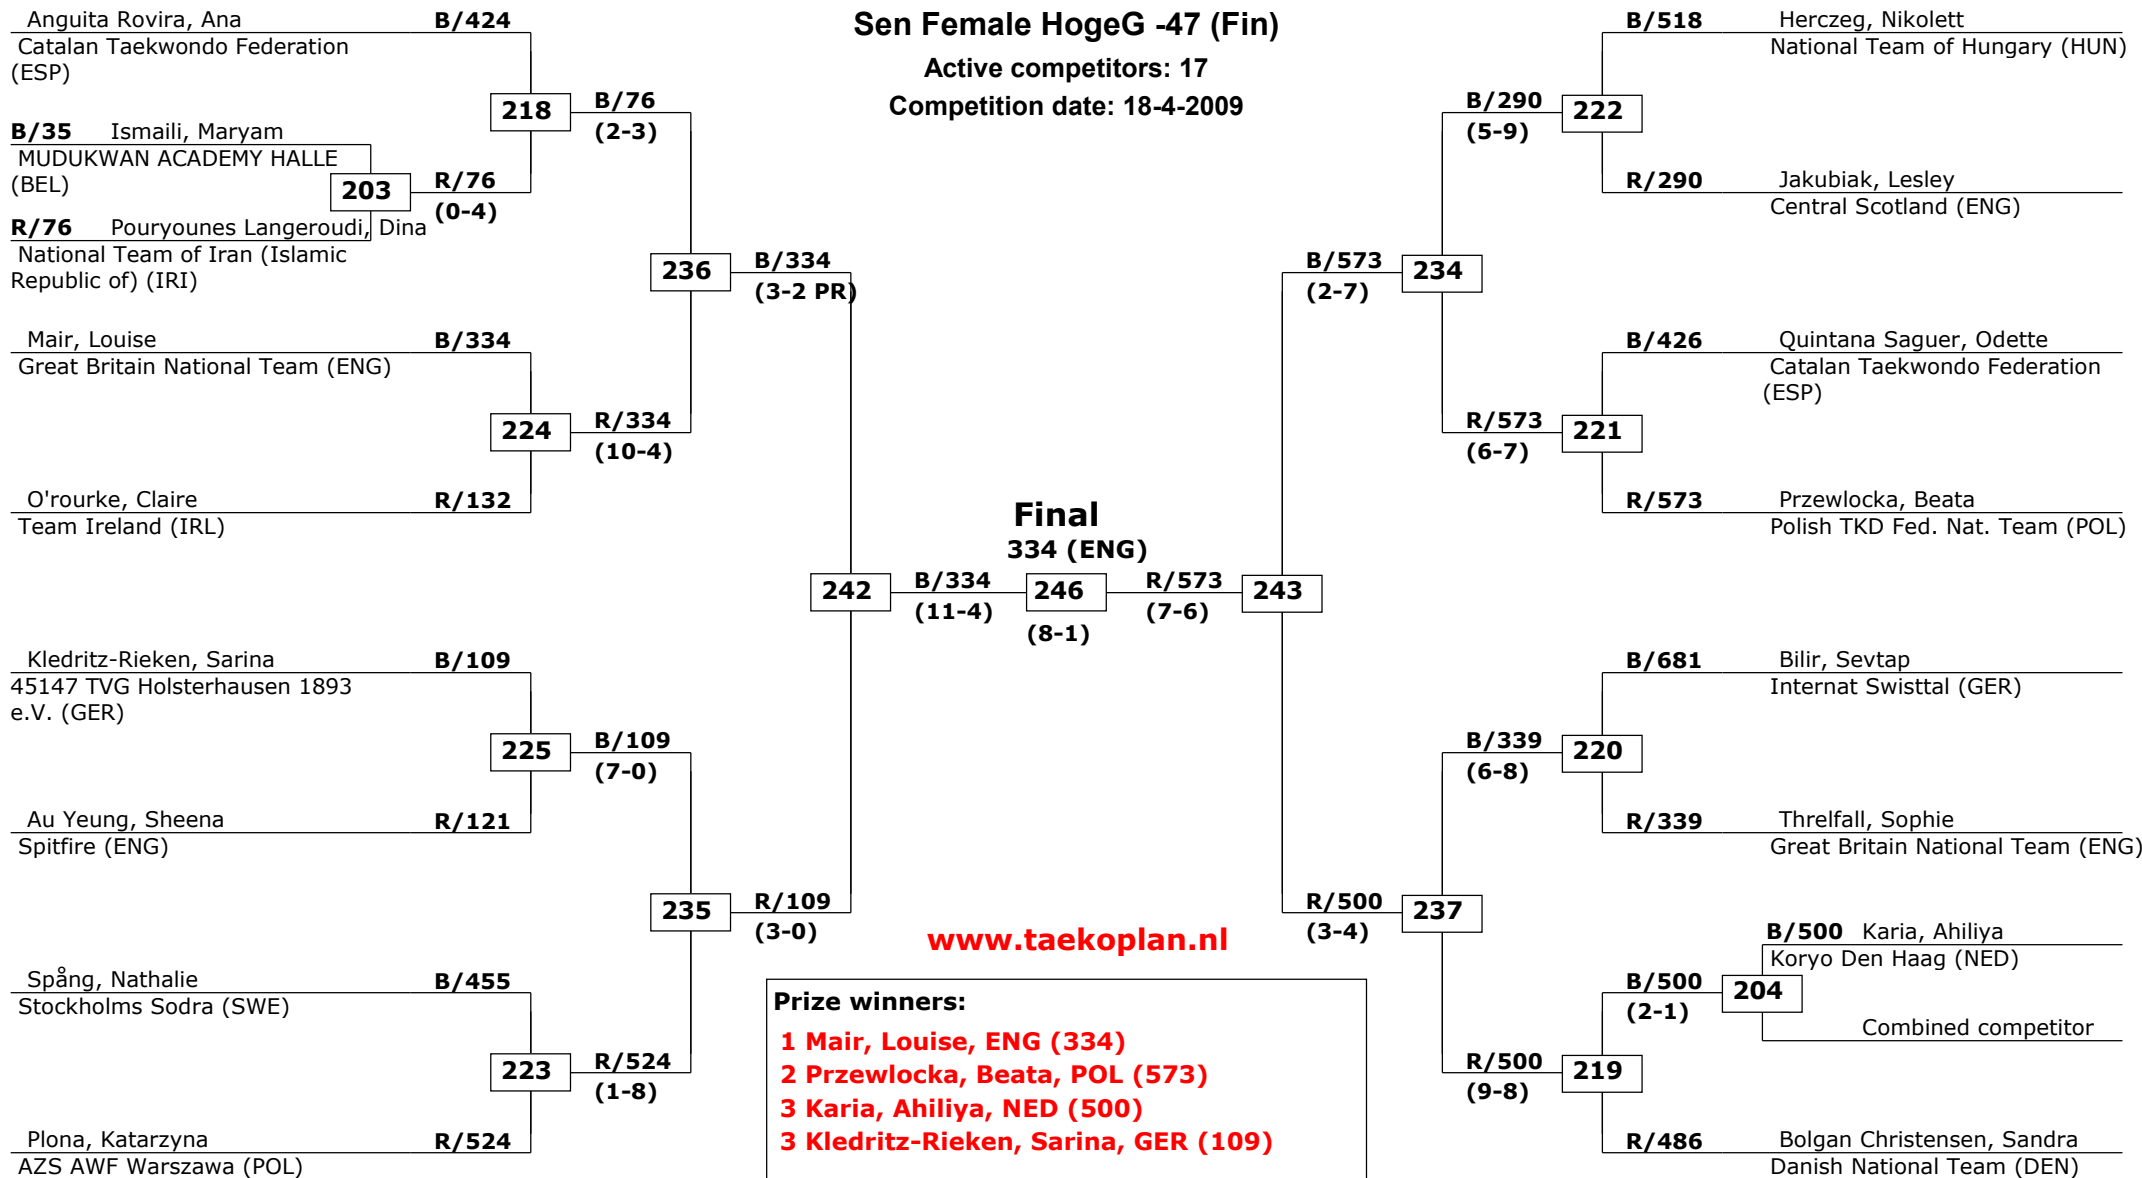 Sen Female HogeG -47 (Fin)
Active competitors: 17
Competition date: 18-4-2009
Anguita Rovira, Ana B/424
Catalan Taekwondo Federation
(ESP)
218
B/76
(2-3)
B/35 Ismaili, Maryam
MUDUKWAN ACADEMY HALLE
(BEL)
203
R/76
(0-4)
R/76 Pouryounes Langeroudi, Dina
National Team of Iran (Islamic
Republic of) (IRI)
236
B/334
(3-2 PR)
Mair, Louise B/334
Great Britain National Team (ENG)
224
R/334
(10-4)
O'rourke, Claire R/132
Team Ireland (IRL)
242
B/334
(11-4)
Kledritz-Rieken, Sarina B/109
45147 TVG Holsterhausen 1893
e.V. (GER)
225
B/109
(7-0)
Au Yeung, Sheena R/121
Spitfire (ENG)
235
R/109
(3-0)
Spång, Nathalie B/455
Stockholms Sodra (SWE)
223
R/524
(1-8)
Plona, Katarzyna R/524
AZS AWF Warszawa (POL)
Final
334 (ENG)
246
(8-1)
B/518 Herczeg, Nikolett
National Team of Hungary (HUN)
B/290
(5-9)
222
R/290 Jakubiak, Lesley
Central Scotland (ENG)
B/573
(2-7)
234
B/426 Quintana Saguer, Odette
Catalan Taekwondo Federation
(ESP)
R/573
(6-7)
221
R/573 Przewlocka, Beata
Polish TKD Fed. Nat. Team (POL)
R/573
(7-6)
243
B/681 Bilir, Sevtap
Internat Swisttal (GER)
B/339
(6-8)
220
R/339 Threlfall, Sophie
Great Britain National Team (ENG)
R/500
(3-4)
237
B/500 Karia, Ahiliya
Koryo Den Haag (NED)
B/500
(2-1)
204
Combined competitor
R/500
(9-8)
219
R/486 Bolgan Christensen, Sandra
Danish National Team (DEN)
www.taekoplan.nl
Prize winners:
1 Mair, Louise, ENG (334)
2 Przewlocka, Beata, POL (573)
3 Karia, Ahiliya, NED (500)
3 Kledritz-Rieken, Sarina, GER (109)